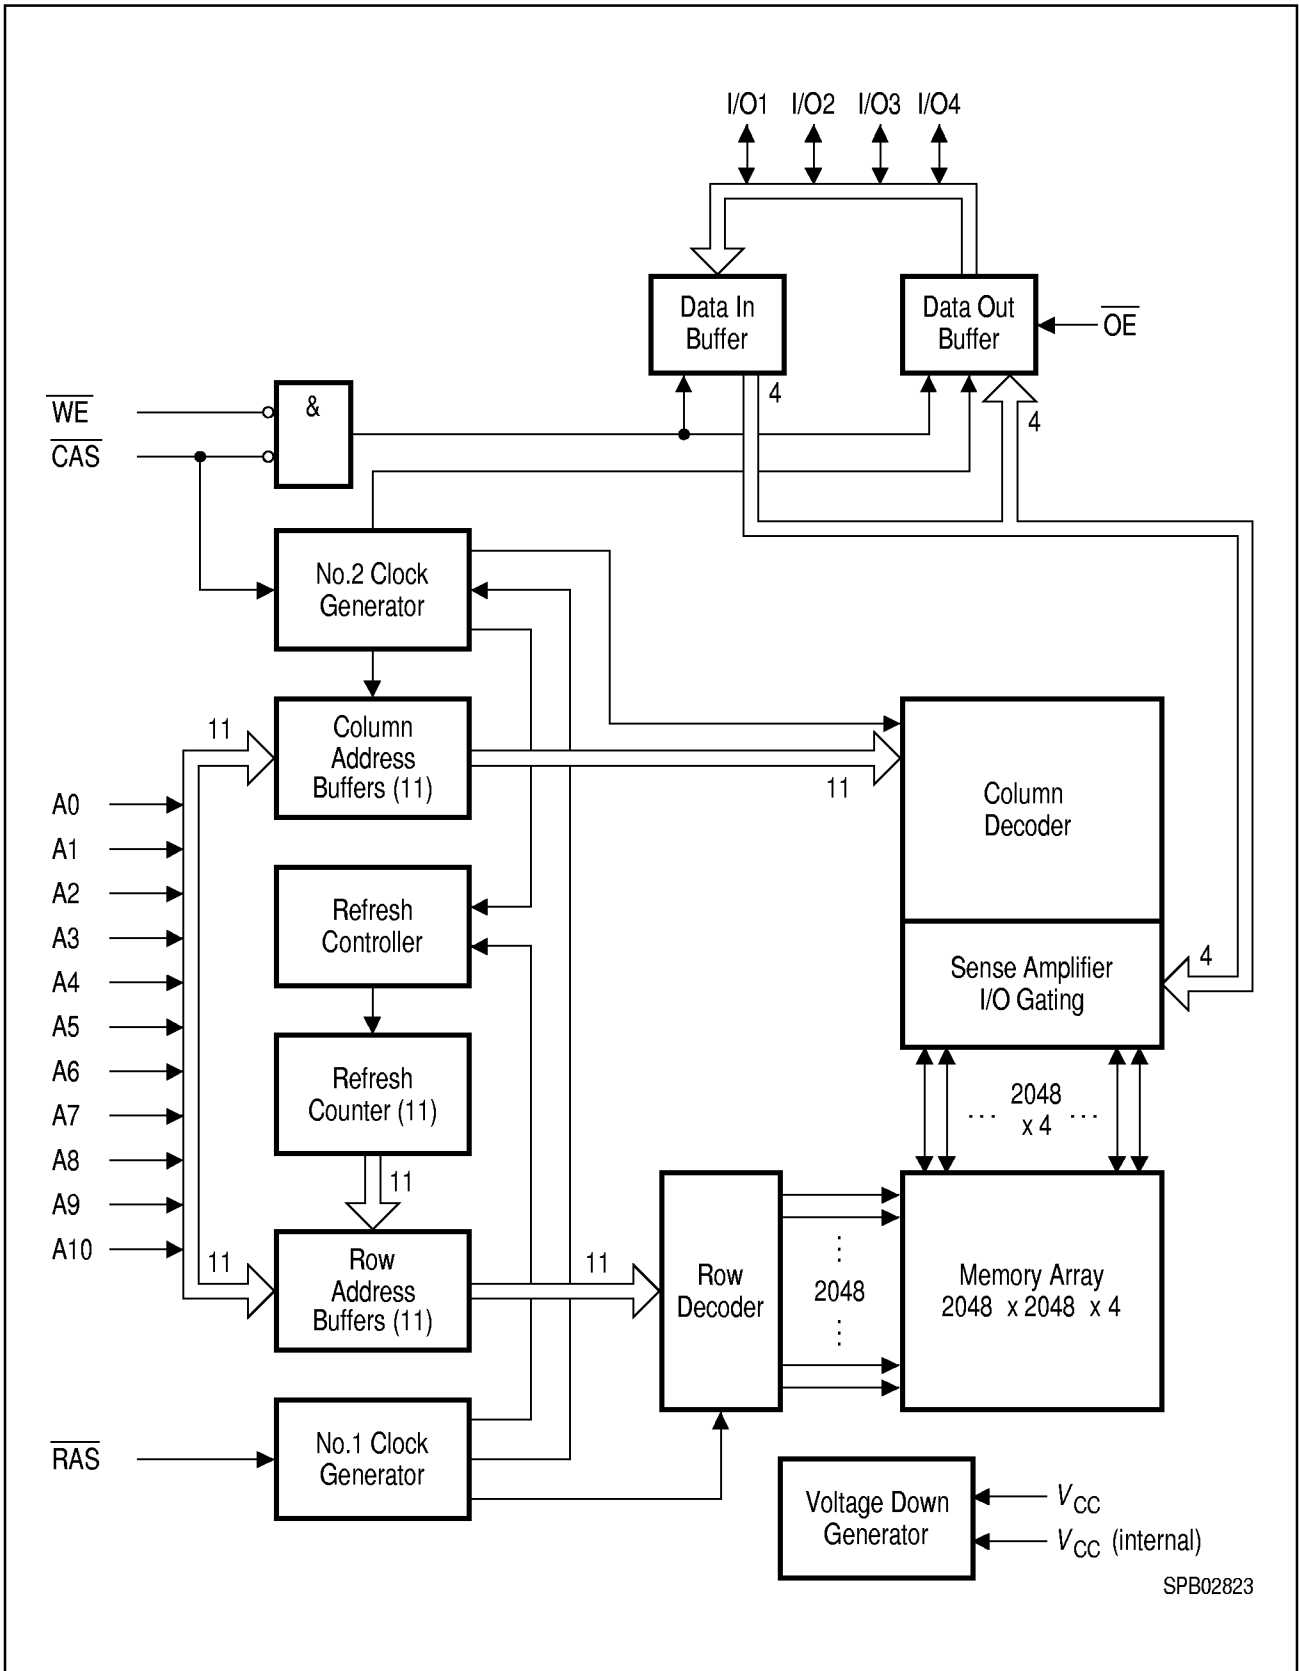 I/O1 I/O2 I/O3 I/O4
Data In
Buffer
Data Out
Buffer
OE
4
4
WE
CAS
&
No.2 Clock
Generator
11
Column
Address
Buffers (11)
11
Column
Decoder
A0
A1
A2
A3
A4
A5
A6
A7
A8
A9
A10
Refresh
Controller
Sense Amplifier
I/O Gating
4
Refresh
Counter (11)
11
... 2048 ...
x 4
11
Row
Address
Buffers (11)
11
Row
Decoder
2048
Memory Array
2048 x 2048 x 4
RAS
No.1 Clock
Generator
Voltage Down
Generator
VCC
VCC (internal)
SPB02823